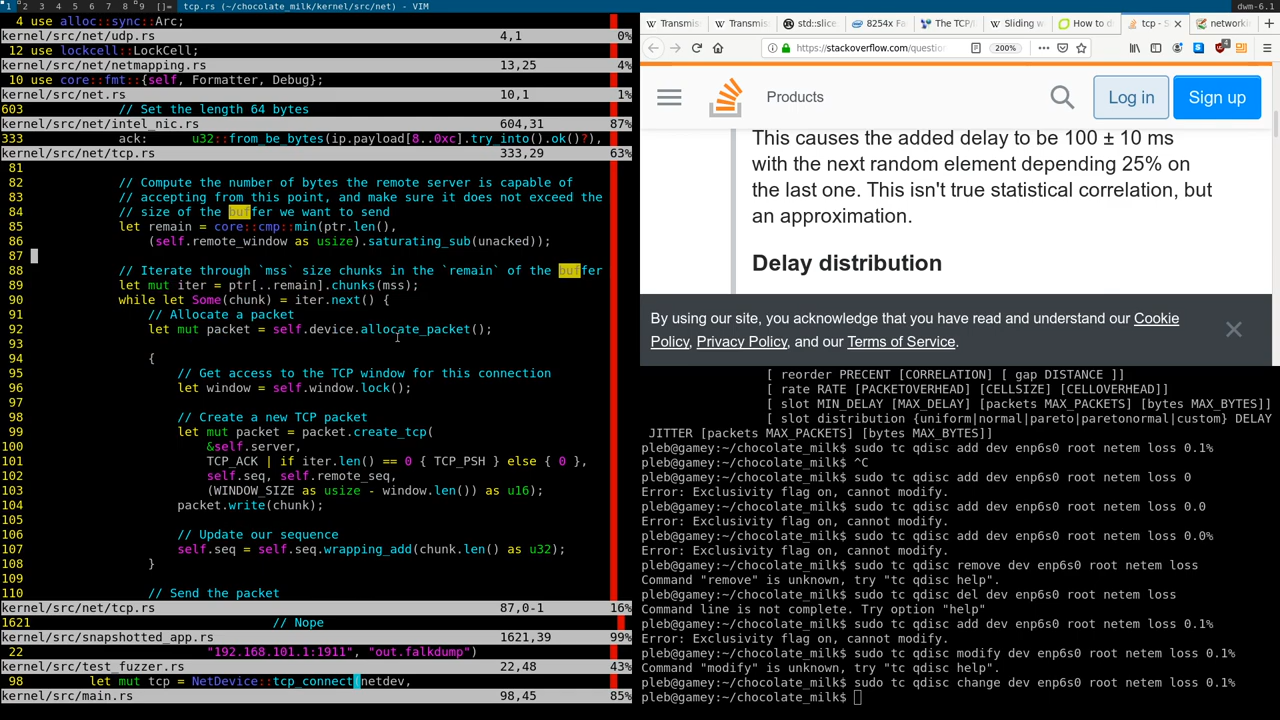 1 2 3 4 5 6 7 8 9 []= tcp.rs (~/chocolate_milk/kernel/src/net) - VIM
dwm-6.1
4 use alloc::sync::Arc;
kernel/src/net/udp.rs 4,1 0%
12 use lockcell::LockCell;
kernel/src/net/netmapping.rs 13,25 4%
10 use core::fmt::{self, Formatter, Debug};
kernel/src/net.rs 10,1 1%
603 // Set the length 64 bytes
kernel/src/net/intel_nic.rs 604,31 87%
333 ack: u32::from_be_bytes(ip.payload[8..0xc].try_into().ok()?),
kernel/src/net/tcp.rs 333,29 63%
81
82 // Compute the number of bytes the remote server is capable of
83 // accepting from this point, and make sure it does not exceed the
84 // size of the buffer we want to send
85 let remain = core::cmp::min(ptr.len(),
86 (self.remote_window as usize).saturating_sub(unacked));
87
88 // Iterate through `mss` size chunks in the `remain` of the buffer
89 let mut iter = ptr[..remain].chunks(mss);
90 while let Some(chunk) = iter.next() {
91 // Allocate a packet
92 let mut packet = self.device.allocate_packet();
93
94 {
95 // Get access to the TCP window for this connection
96 let window = self.window.lock();
97
98 // Create a new TCP packet
99 let mut packet = packet.create_tcp(
100 &self.server,
101 TCP_ACK | if iter.len() == 0 { TCP_PSH } else { 0 },
102 self.seq, self.remote_seq,
103 (WINDOW_SIZE as usize - window.len()) as u16);
104 packet.write(chunk);
105
106 // Update our sequence
107 self.seq = self.seq.wrapping_add(chunk.len() as u32);
108 }
109
110 // Send the packet
kernel/src/net/tcp.rs 87,0-1 16%
1621 // Nope
kernel/src/snapshotted_app.rs 1621,39 99%
22 "192.168.101.1:1911", "out.falkdump")
kernel/src/test_fuzzer.rs 22,48 43%
98 let mut tcp = NetDevice::tcp_connect(netdev,
kernel/src/main.rs 98,45 85%
Transmis Transmis std::slice 8254x Fa The TCP/I Sliding w How to d tcp - S networkin
https://stackoverflow.com/question 200%
Products Log in Sign up
This causes the added delay to be 100 ± 10 ms
with the next random element depending 25% on
the last one. This isn't true statistical correlation, but
an approximation.
Delay distribution
By using our site, you acknowledge that you have read and understand our Cookie
Policy, Privacy Policy, and our Terms of Service.
[ reorder PRECENT [CORRELATION] [ gap DISTANCE ]]
[ rate RATE [PACKETOVERHEAD] [CELLSIZE] [CELLOVERHEAD]]
[ slot MIN_DELAY [MAX_DELAY] [packets MAX_PACKETS] [bytes MAX_BYTES]]
[ slot distribution {uniform|normal|pareto|paretonormal|custom} DELAY
JITTER [packets MAX_PACKETS] [bytes MAX_BYTES]]
pleb@gamey:~/chocolate_milk$ sudo tc qdisc add dev enp6s0 root netem loss 0.1%
pleb@gamey:~/chocolate_milk$ ^C
pleb@gamey:~/chocolate_milk$ sudo tc qdisc add dev enp6s0 root netem loss 0
Error: Exclusivity flag on, cannot modify.
pleb@gamey:~/chocolate_milk$ sudo tc qdisc add dev enp6s0 root netem loss 0.0
Error: Exclusivity flag on, cannot modify.
pleb@gamey:~/chocolate_milk$ sudo tc qdisc add dev enp6s0 root netem loss 0.0%
Error: Exclusivity flag on, cannot modify.
pleb@gamey:~/chocolate_milk$ sudo tc qdisc remove dev enp6s0 root netem loss
Command "remove" is unknown, try "tc qdisc help".
pleb@gamey:~/chocolate_milk$ sudo tc qdisc del dev enp6s0 root netem loss
Command line is not complete. Try option "help"
pleb@gamey:~/chocolate_milk$ sudo tc qdisc add dev enp6s0 root netem loss 0.1%
Error: Exclusivity flag on, cannot modify.
pleb@gamey:~/chocolate_milk$ sudo tc qdisc modify dev enp6s0 root netem loss 0.1%
Command "modify" is unknown, try "tc qdisc help".
pleb@gamey:~/chocolate_milk$ sudo tc qdisc change dev enp6s0 root netem loss 0.1%
pleb@gamey:~/chocolate_milk$